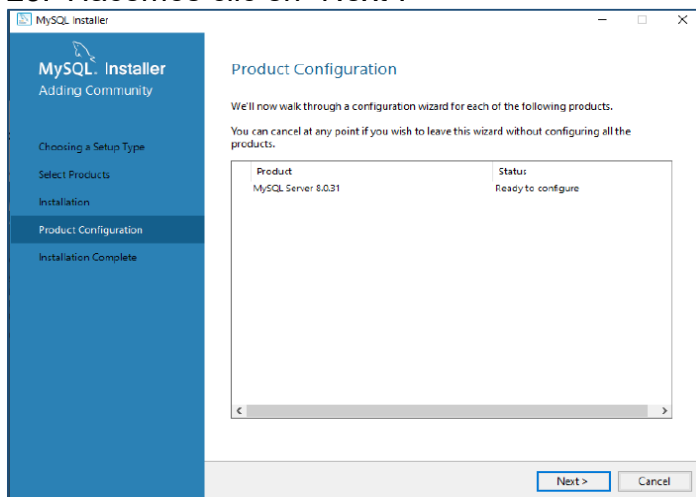 MySQL Installer
MySQL. Installer
Adding Community
Choosing a Setup Type
Select Products
Installation
Product Configuration
Installation Complete
Product Configuration
We'll now walk through a configuration wizard for each of the following products.
You can cancel at any point if you wish to leave this wizard without configuring all the
products.
Product Status
MySQL Server 8.0.31 Ready to configure
Next > Cancel